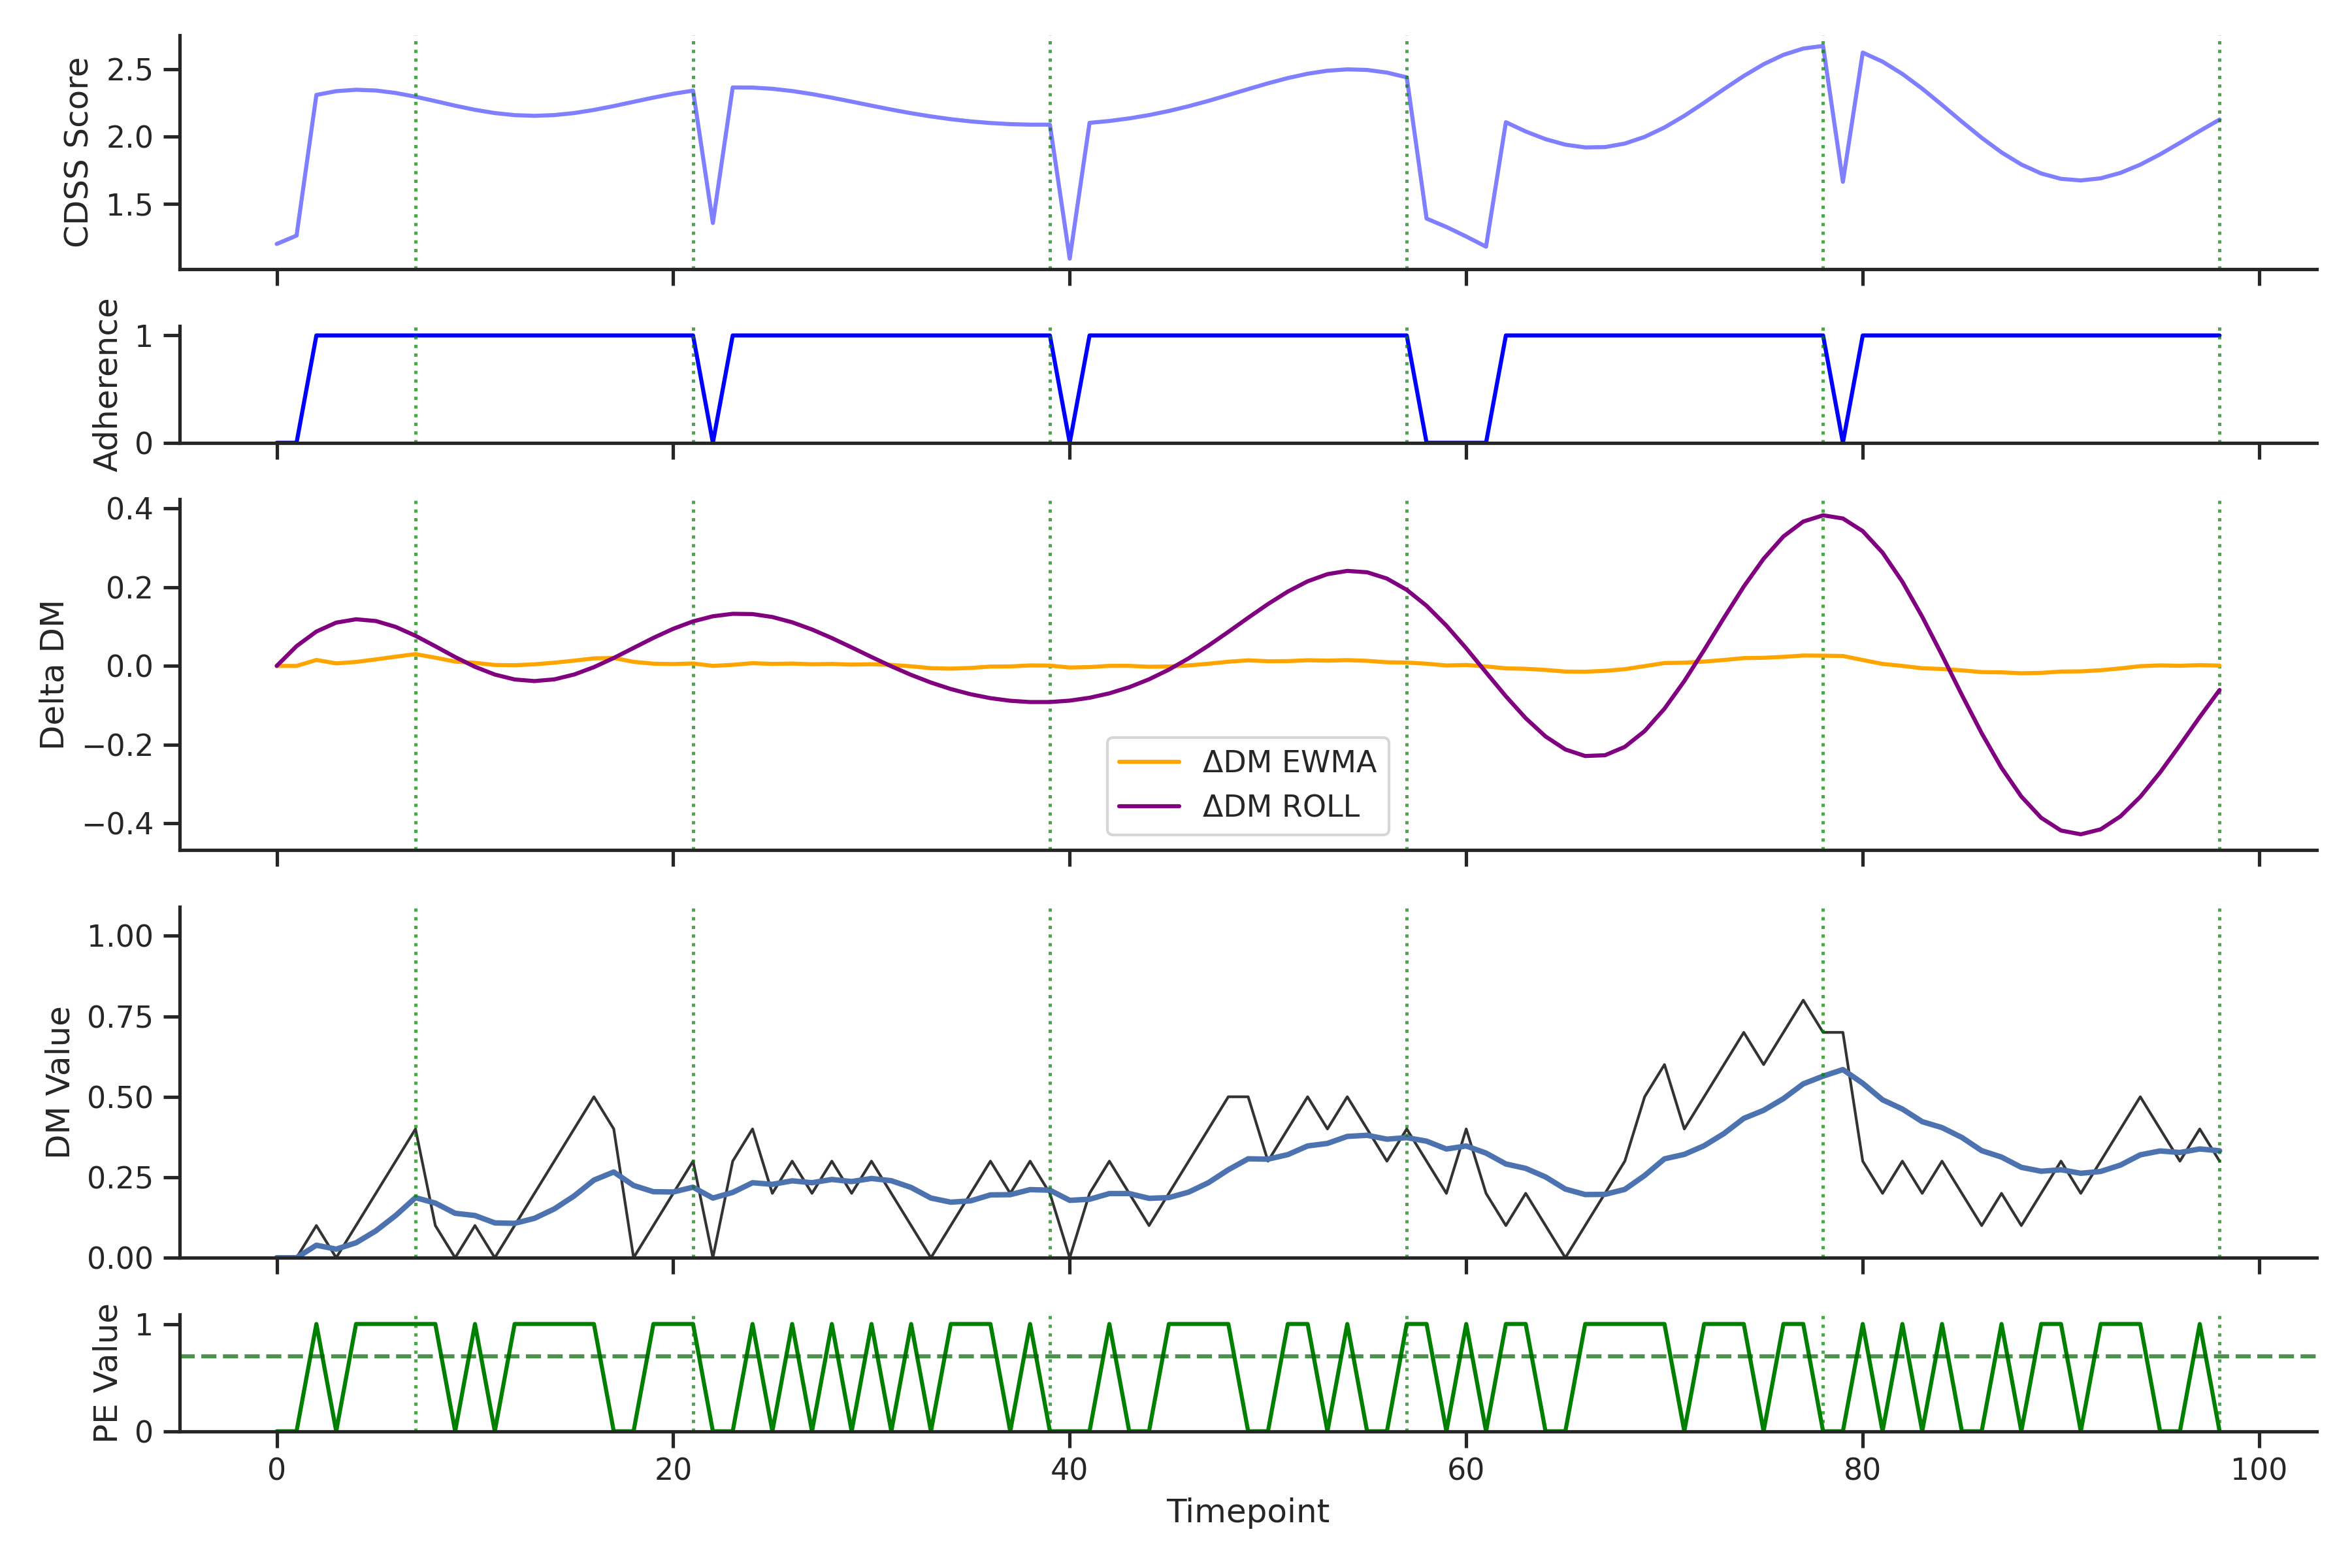 CDSS Score
2.5
2.0
1.5
Adherence
1
0
Delta DM
0.4
0.2
0.0
−0.2
−0.4
ΔDM EWMA
ΔDM ROLL
DM Value
1.00
0.75
0.50
0.25
0.00
PE Value
1
0
0 20 40 60 80 100
Timepoint